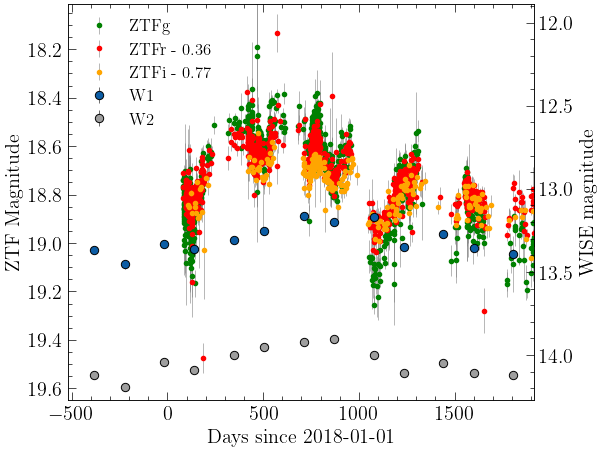 ZTFg
ZTFr - 0.36
ZTFi - 0.77
W1
W2
18.2
18.4
18.6
18.8
19.0
19.2
19.4
19.6
ZTF Magnitude
12.0
12.5
13.0
13.5
14.0
WISE magnitude
−500 0 500 1000 1500
Days since 2018-01-01